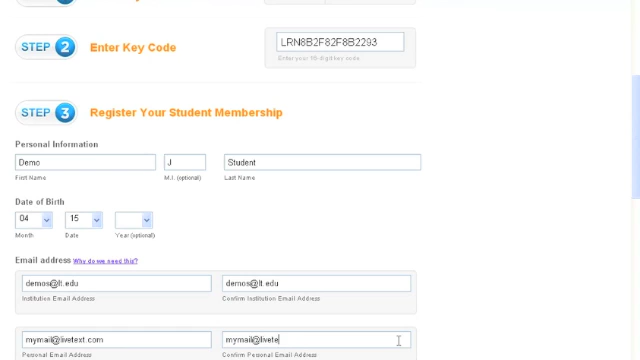 STEP 2 Enter Key Code
LRN8B2F82F8B2293
Enter your 16 digit key code
STEP 3 Register Your Student Membership
Personal Information
Demo J Student
First Name M.I. (optional) Last Name
Date of Birth
04 15
Month Date Year (optional)
Email address Why do we need this?
demos@lt.edu demos@lt.edu
Institution Email Address Confirm Institution Email Address
mymail@livetext.com mymail@livete
Personal Email Address Confirm Personal Email Address